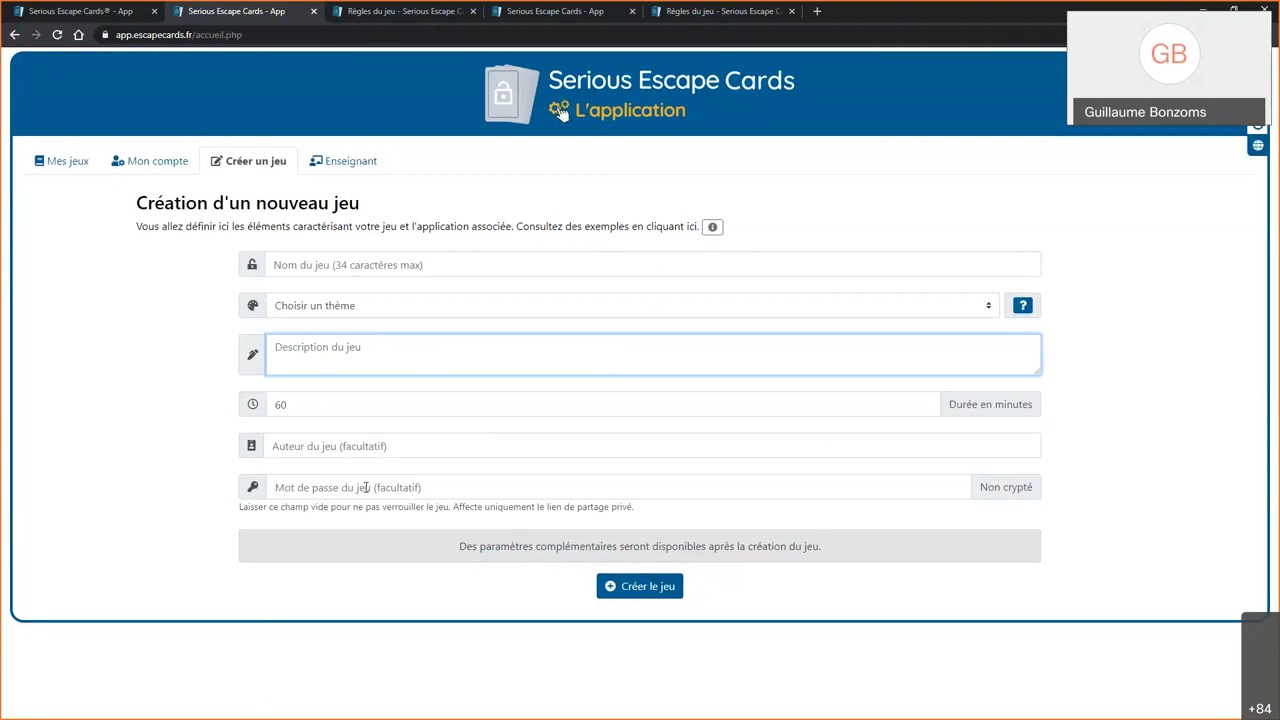 Serious Escape Cards® - App
Serious Escape Cards - App
Règles du jeu - Serious Escape C
Serious Escape Cards - App
Règles du jeu - Serious Escape C
app.escapecards.fr/accueil.php
GB
Guillaume Bonzoms
Serious Escape Cards
L'application
Mes jeux
Mon compte
Créer un jeu
Enseignant
Création d'un nouveau jeu
Vous allez définir ici les éléments caractérisant votre jeu et l'application associée. Consultez des exemples en cliquant ici.
Nom du jeu (34 caractères max)
Choisir un thème
?
Description du jeu
60
Durée en minutes
Auteur du jeu (facultatif)
Mot de passe du jeu (facultatif)
Non crypté
Laisser ce champ vide pour ne pas verrouiller le jeu. Affecte uniquement le lien de partage privé.
Des paramètres complémentaires seront disponibles après la création du jeu.
Créer le jeu
+84